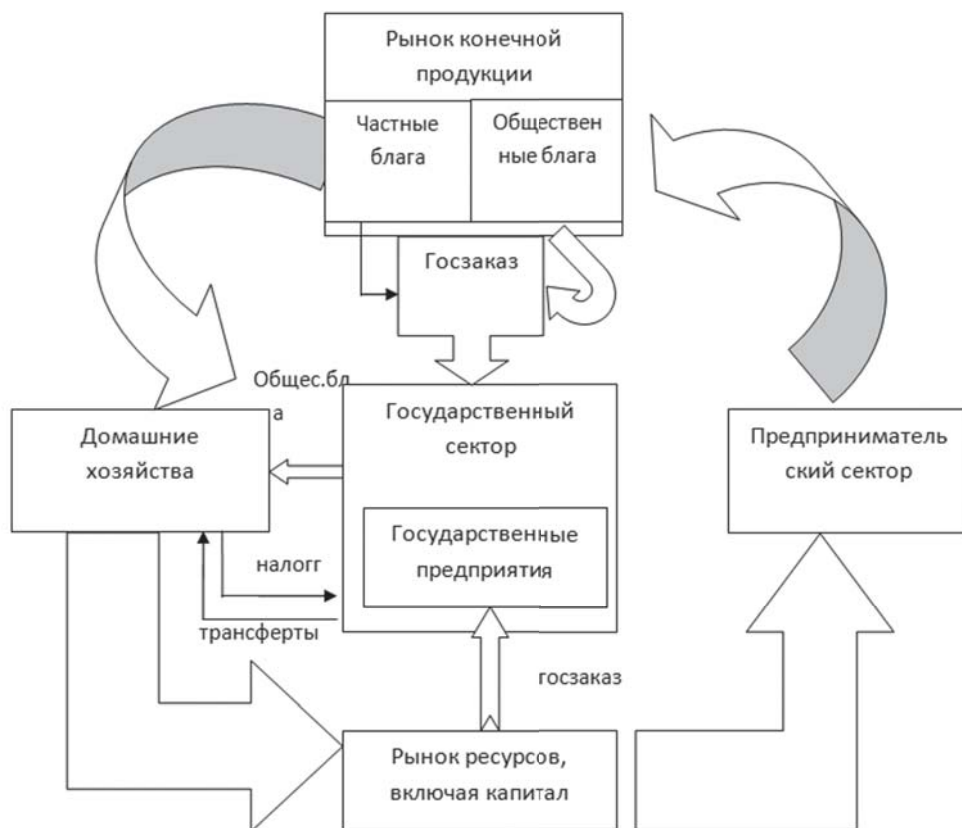 Рынок конечной
продукции
Частные
блага
Обществен
ные блага
Госзаказ
Общес.бл
а
Домашние
хозяйства
Государственный
сектор
Предприниматель
ский сектор
Государственные
предприятия
налогг
трансферты
госзаказ
Рынок ресурсов,
включая капитал